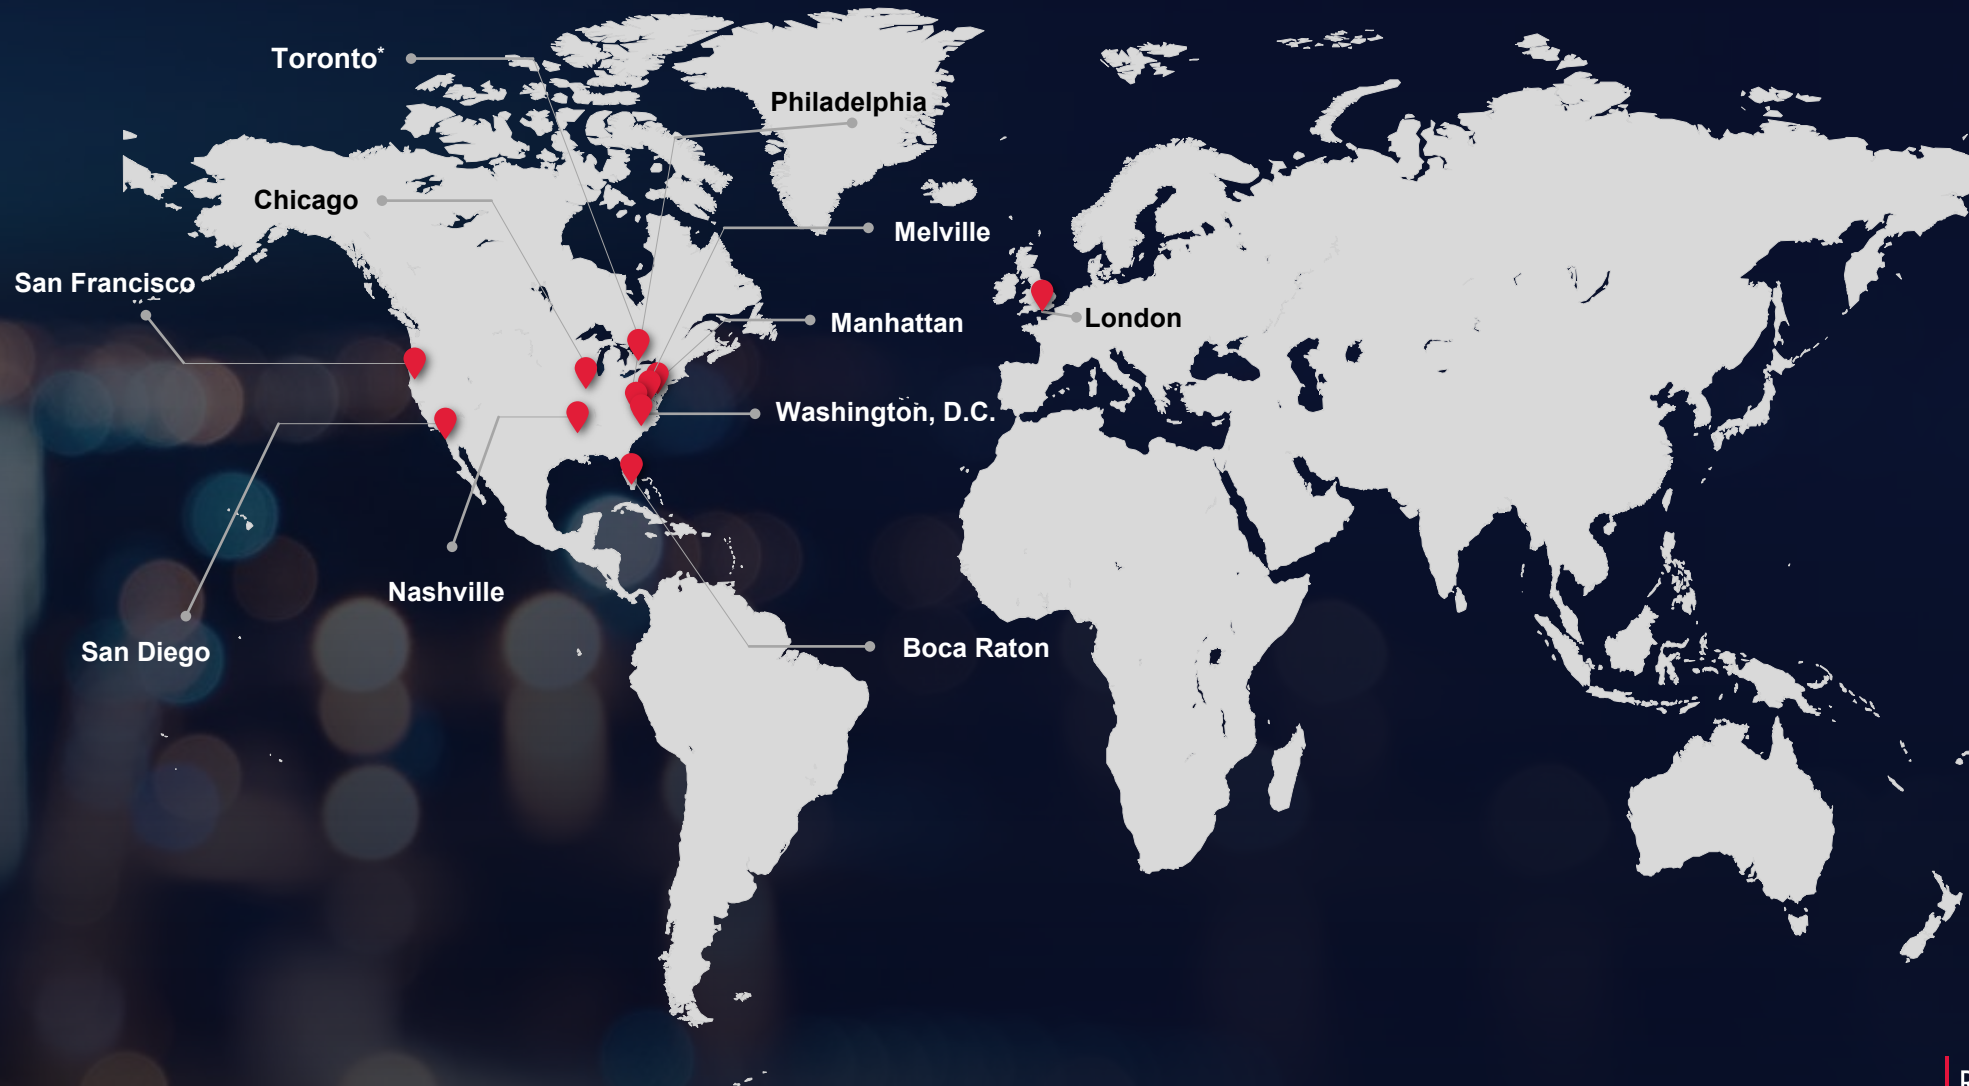 Toronto*
Philadelphia
Chicago
Melville
San Francisco
Manhattan
London
Washington, D.C.
Nashville
San Diego
Boca Raton